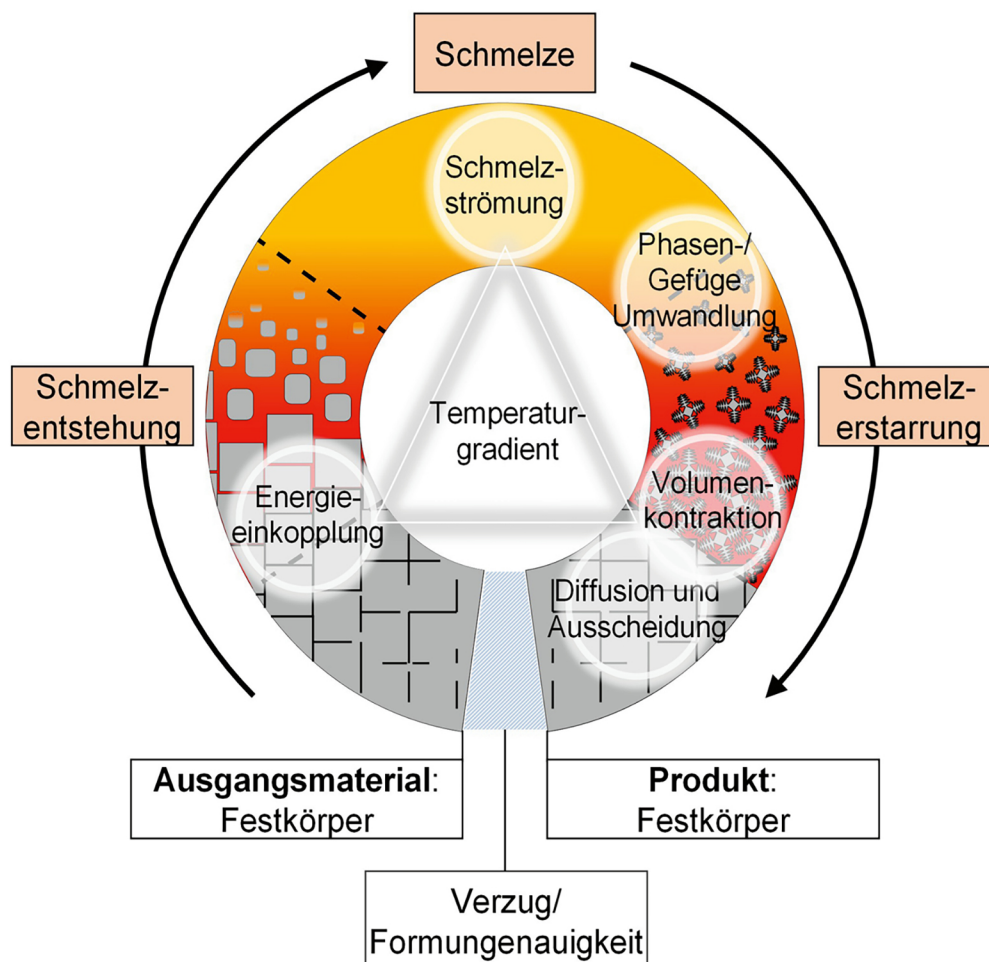 Schmelze
Schmelz-
strömung
Phasen-/
Gefüge
Umwandlung
Schmelz-
entstehung
Temperatur-
gradient
Schmelz-
erstarrung
Energie-
einkopplung
Volumen-
kontraktion
Diffusion und
Ausscheidung
Ausgangsmaterial:
Festkörper
Produkt:
Festkörper
Verzug/
Formungenauigkeit